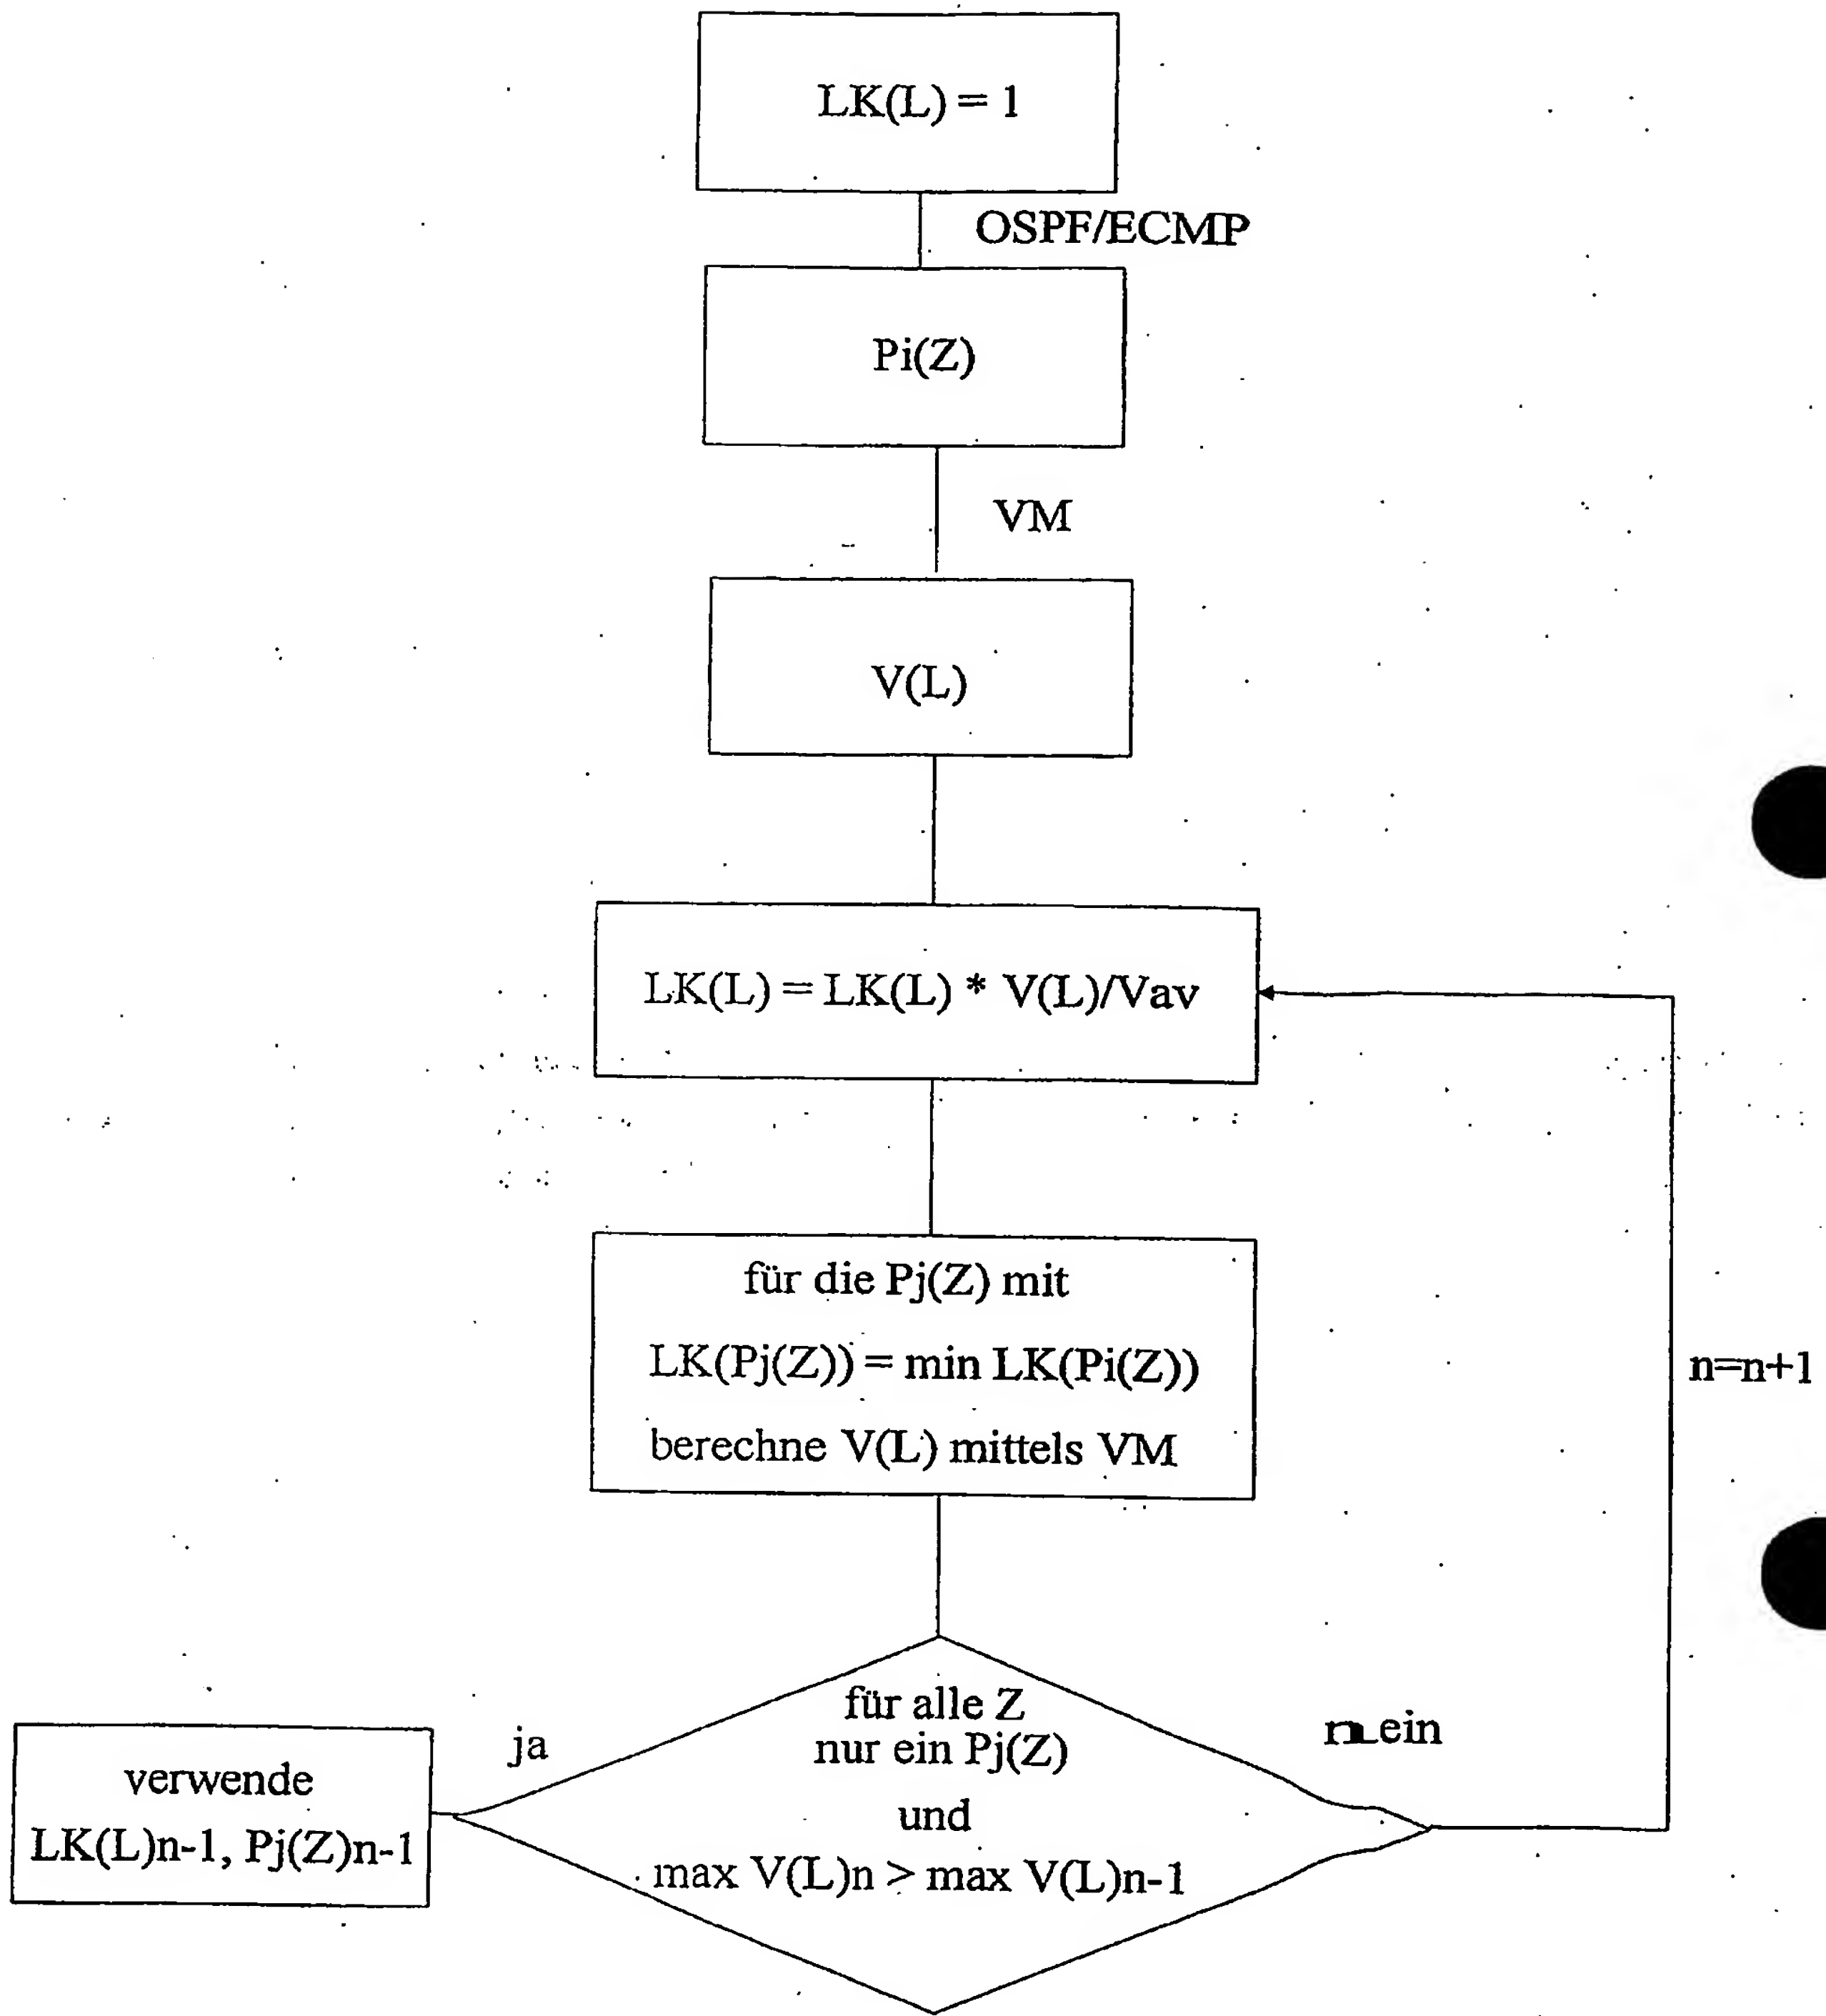 LK(L) = 1
OSPF/ECMP
Pi(Z)
VM
V(L)
LK(L) = LK(L) * V(L)/Vav
für die Pj(Z) mit
LK(Pj(Z)) = min LK(Pi(Z))
berechne V(L) mittels VM
n=n+1
für alle Z
nur ein Pj(Z)
und
max V(L)n > max V(L)n-1
ja
nein
verwende
LK(L)n-1, Pj(Z)n-1